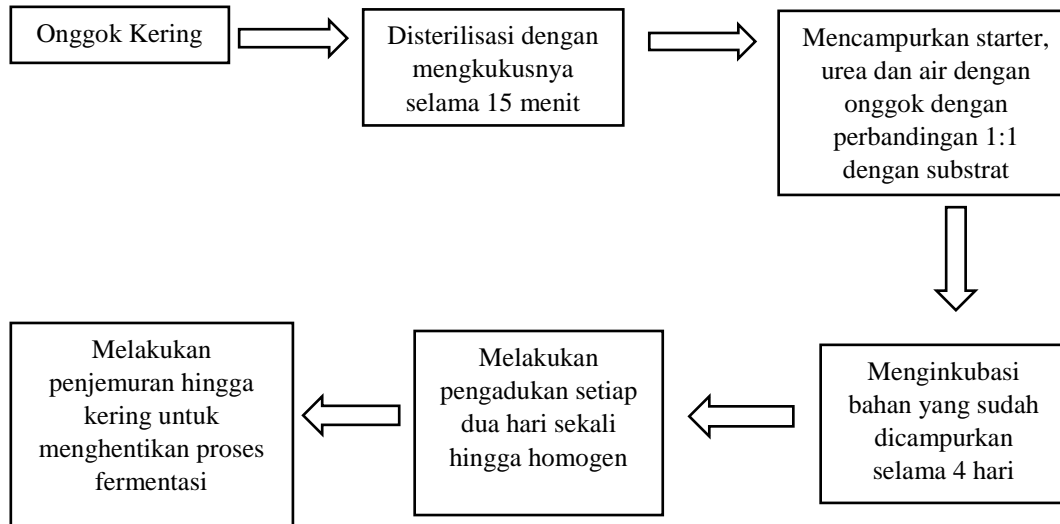 Onggok Kering
Disterilisasi dengan
mengkukusnya
selama 15 menit
Mencampurkan starter,
urea dan air dengan
onggok dengan
perbandingan 1:1
dengan substrat
Menginkubasi
bahan yang sudah
dicampurkan
selama 4 hari
Melakukan
pengadukan setiap
dua hari sekali
hingga homogen
Melakukan
penjemuran hingga
kering untuk
menghentikan proses
fermentasi